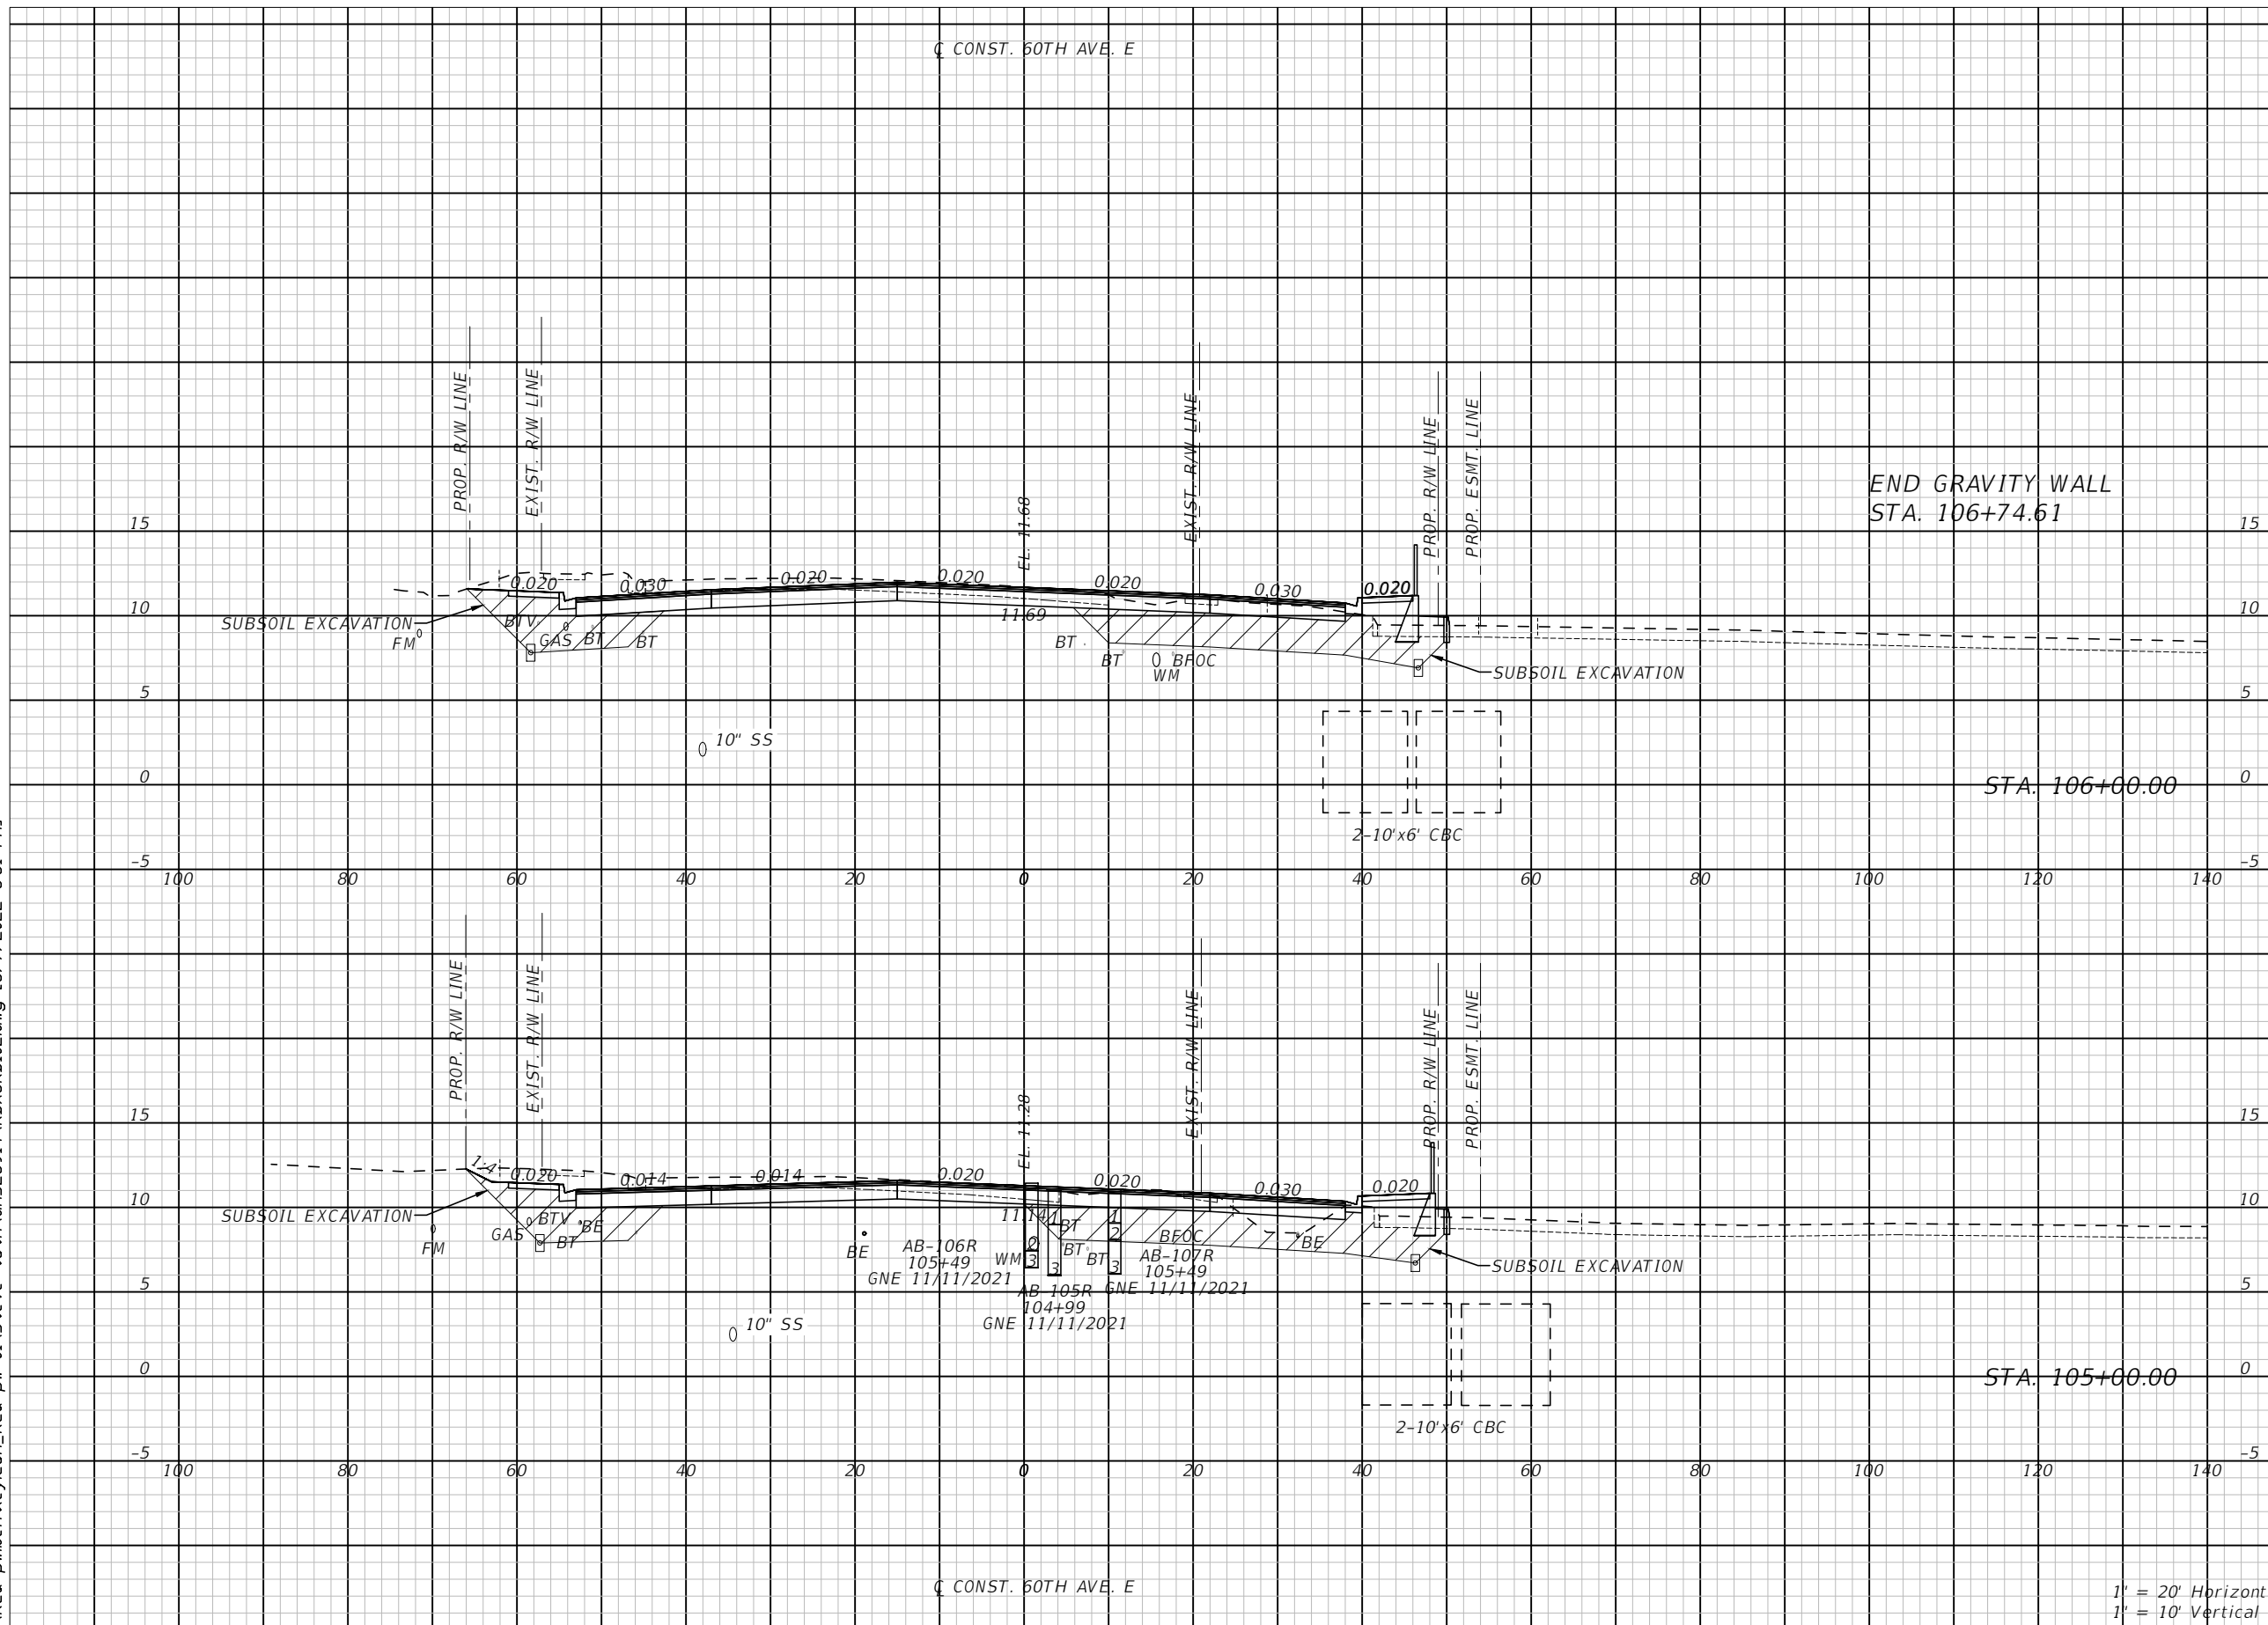 ℄ CONST. 60TH AVE. E
PROP. R/W LINE
EXIST. R/W LINE
EXIST. R/W LINE
PROP. R/W LINE
PROP. ESMT. LINE
EL. 11.68
END GRAVITY WALL
STA. 106+74.61
15
15
0.020
0.030
0.020
0.020
0.020
0.030
0.020
10
10
11.69
SUBSOIL EXCAVATION
FM
BTV
GAS
BT
BT
BT
BT
BFOC
WM
SUBSOIL EXCAVATION
5
5
10" SS
0
0
STA. 106+00.00
2-10'x6' CBC
-5
-5
100 80 60 40 20 0 20 40 60 80 100 120 140
PROP. R/W LINE
EXIST. R/W LINE
EXIST. R/W LINE
PROP. R/W LINE
PROP. ESMT. LINE
EL. 11.28
15
15
1:4
0.020
0.014
0.014
0.020
0.020
0.030
0.020
10
10
11.14
SUBSOIL EXCAVATION
FM
GAS
BTV
BE
BT
BE
WM
2
3
1
3
1
2
3
BT
BT
BT
BFOC
BE
AB-106R
105+49
GNE 11/11/2021
AB-107R
105+49
GNE 11/11/2021
AB-105R
104+99
GNE 11/11/2021
SUBSOIL EXCAVATION
5
5
10" SS
0
0
STA. 105+00.00
2-10'x6' CBC
-5
-5
100 80 60 40 20 0 20 40 60 80 100 120 140
℄ CONST. 60TH AVE. E
1" = 20' Horizont
1" = 10' Vertical